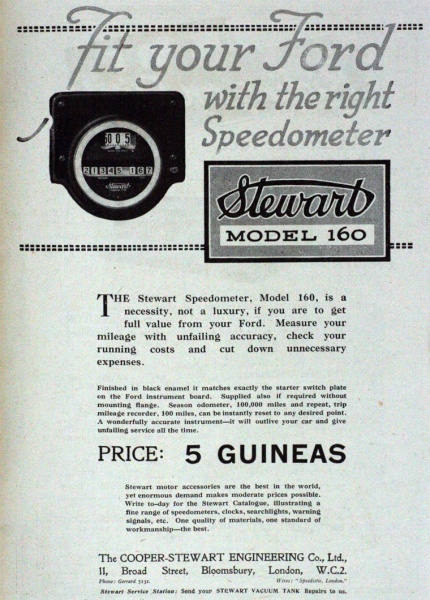 fit your Ford
with the right
Speedometer
Stewart
MODEL 160
THE Stewart Speedometer, Model 160, is a
necessity, not a luxury, if you are to get
full value from your Ford. Measure your
mileage with unfailing accuracy, check your
running costs and cut down unnecessary
expenses.
Finished in black enamel it matches exactly the starter switch plate
on the Ford instrument board. Supplied also if required without
mounting flange. Season odometer, 100,000 miles and repeat, trip
mileage recorder, 100 miles, can be instantly reset to any desired point.
A wonderfully accurate instrument—it will outlive your car and give
unfailing service all the time.
PRICE: 5 GUINEAS
Stewart motor accessories are the best in the world,
yet enormous demand makes moderate prices possible.
Write to-day for the Stewart Catalogue, illustrating a
fine range of speedometers, clocks, searchlights, warning
signals, etc. One quality of materials, one standard of
workmanship—the best.
The COOPER-STEWART ENGINEERING Co., Ltd.,
11, Broad Street, Bloomsbury, London, W.C.2.
Phone: Gerrard 5131. Wires: "Speedistic, London."
Stewart Service Station: Send your STEWART VACUUM TANK Repairs to us.